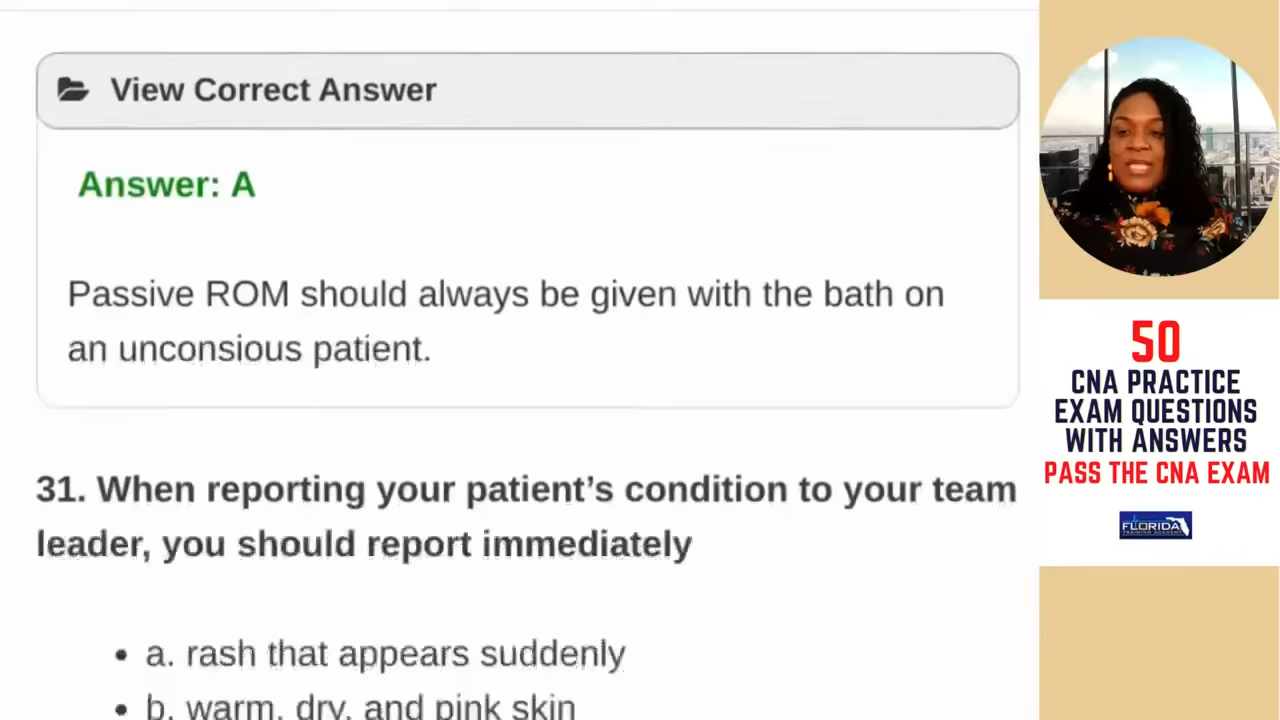 View Correct Answer
Answer: A
Passive ROM should always be given with the bath on
an unconsious patient.
31. When reporting your patient’s condition to your team
leader, you should report immediately
• a. rash that appears suddenly
• b. warm, dry, and pink skin
50
CNA PRACTICE
EXAM QUESTIONS
WITH ANSWERS
PASS THE CNA EXAM
FLORIDA
TRAINING ACADEMY